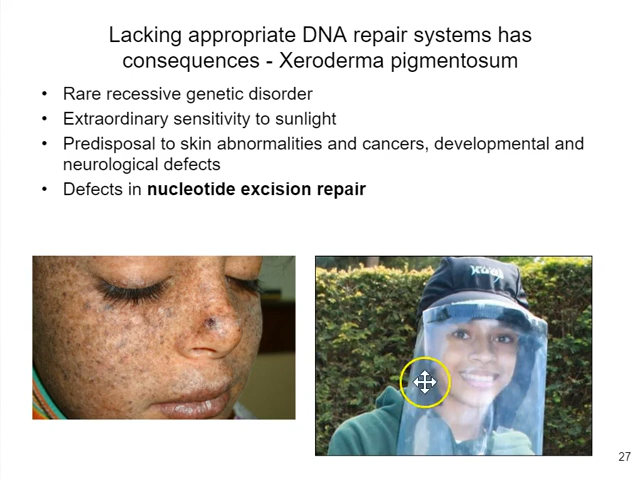 Lacking appropriate DNA repair systems has
consequences - Xeroderma pigmentosum
• Rare recessive genetic disorder
• Extraordinary sensitivity to sunlight
• Predisposal to skin abnormalities and cancers, developmental and
neurological defects
• Defects in nucleotide excision repair
27